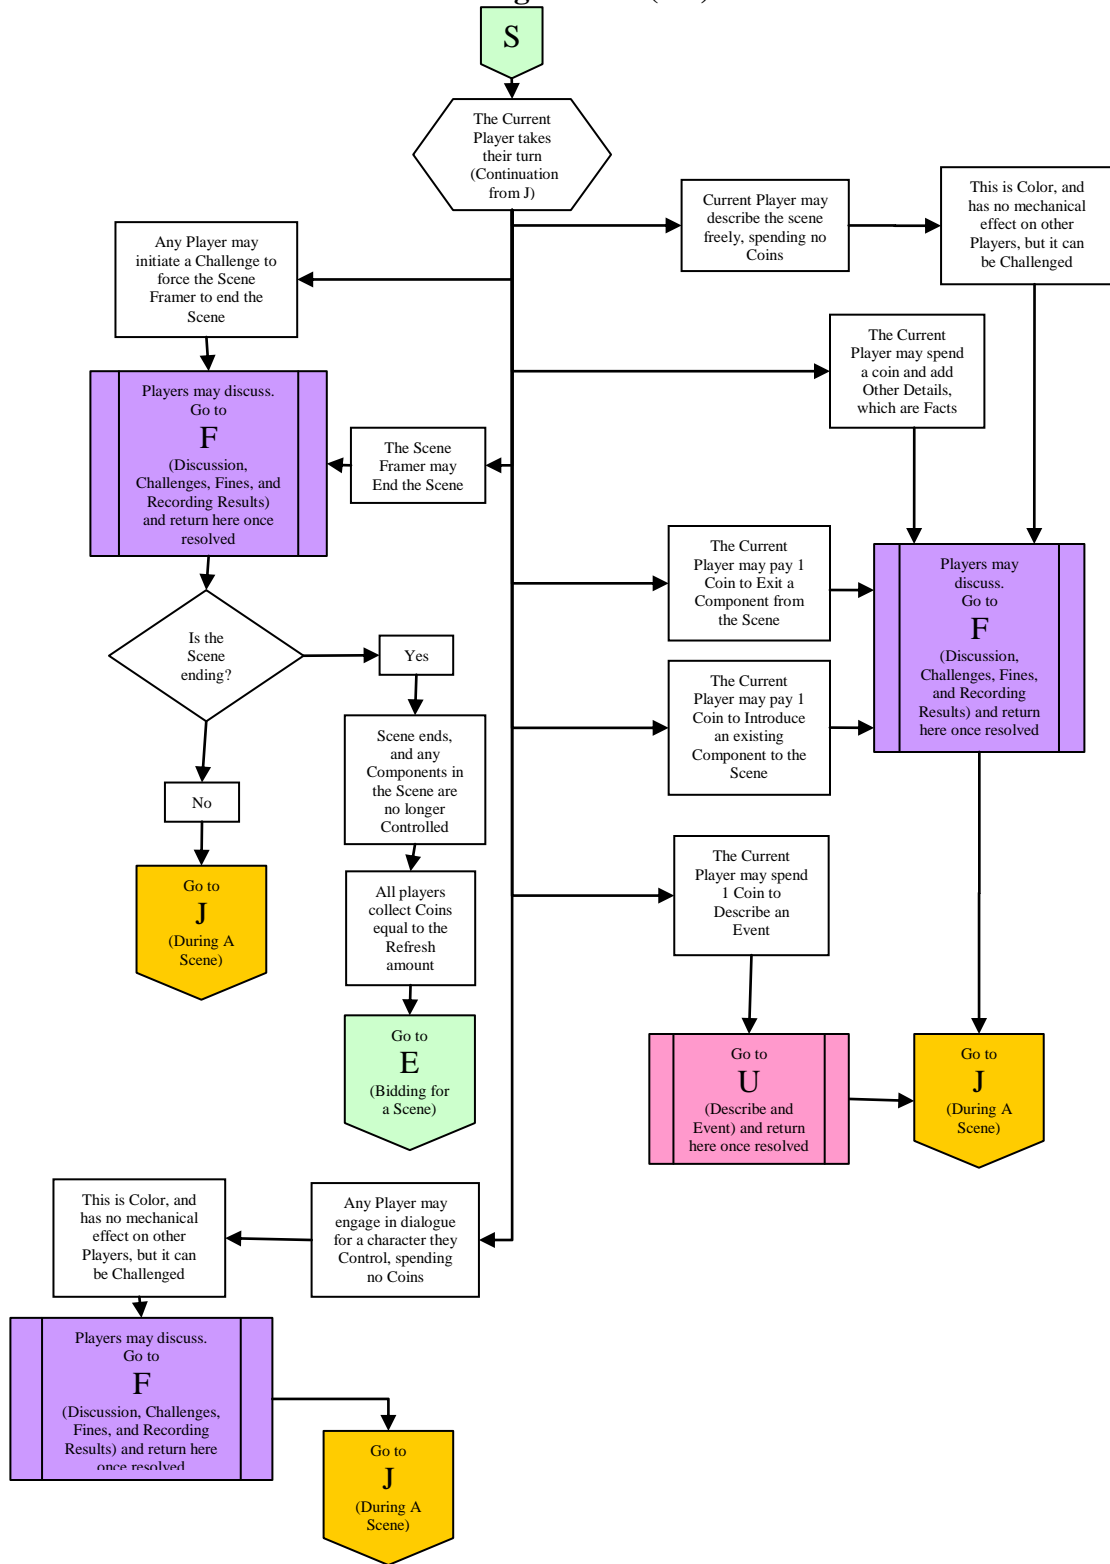 S
The Current
Player takes
their turn
(Continuation
from J)
Current Player may
describe the scene
freely, spending no
Coins
This is Color, and
has no mechanical
effect on other
Players, but it can
be Challenged
Any Player may
initiate a Challenge to
force the Scene
Framer to end the
Scene
The Current
Player may spend
a coin and add
Other Details,
which are Facts
Players may discuss.
Go to
F
(Discussion,
Challenges, Fines, and
Recording Results)
and return here once
resolved
The Scene
Framer may
End the Scene
The Current
Player may pay 1
Coin to Exit a
Component from
the Scene
Players may
discuss.
Go to
F
(Discussion,
Challenges, Fines,
and Recording
Results) and return
here once resolved
Is the
Scene
ending?
Yes
The Current
Player may pay 1
Coin to Introduce
an existing
Component to the
Scene
Scene ends,
and any
Components in
the Scene are
no longer
Controlled
No
Go to
J
(During A
Scene)
All players
collect Coins
equal to the
Refresh
amount
The Current
Player may spend
1 Coin to
Describe an
Event
Go to
E
(Bidding for
a Scene)
Go to
U
(Describe and
Event) and return
here once resolved
Go to
J
(During A
Scene)
This is Color, and
has no mechanical
effect on other
Players, but it can
be Challenged
Any Player may
engage in dialogue
for a character they
Control, spending
no Coins
Players may discuss.
Go to
F
(Discussion, Challenges,
Fines, and Recording
Results) and return here
once resolved
Go to
J
(During A
Scene)